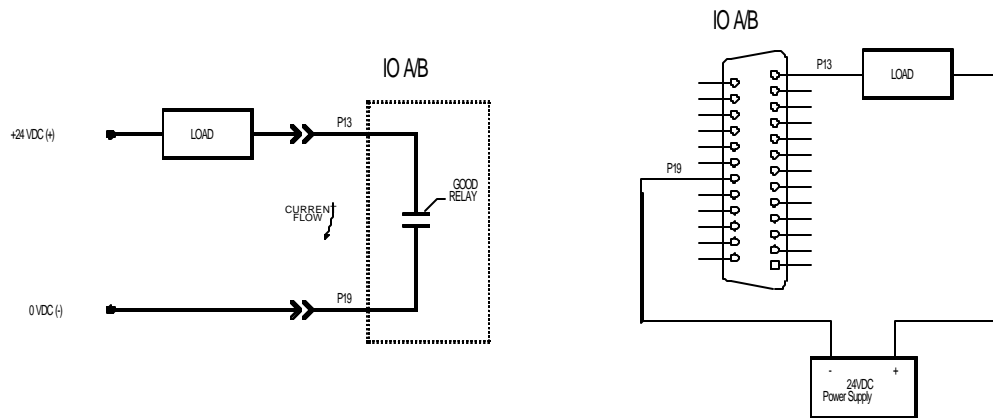 IO A/B
P13
+24 VDC (+)
LOAD
GOOD
RELAY
CURRENT
FLOW
P19
0 VDC (-)
IO A/B
P13
LOAD
P19
- +
24VDC
Power Supply